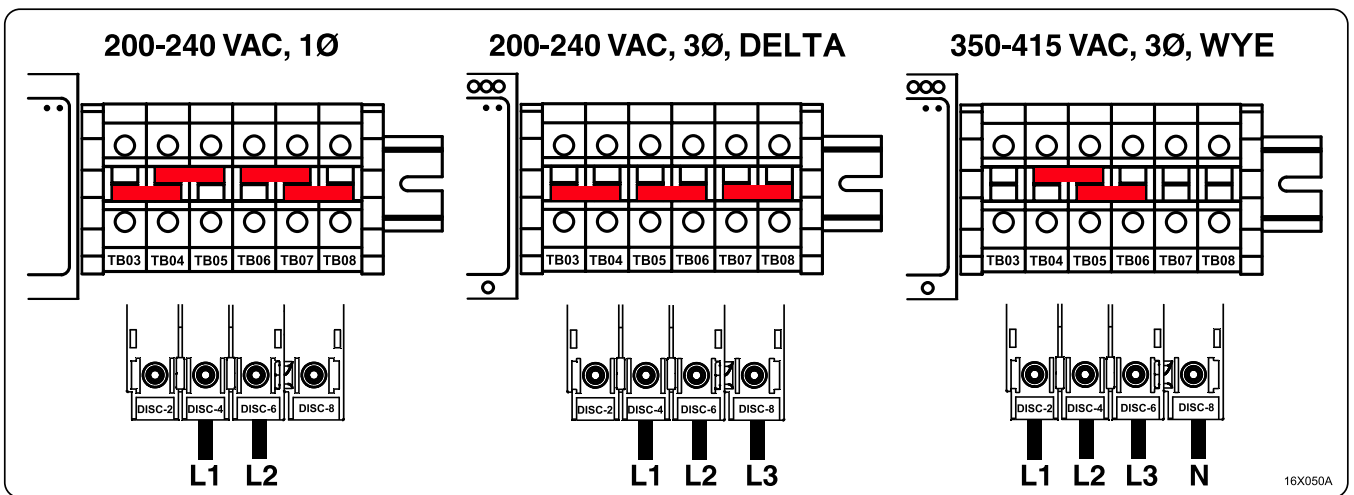 200-240 VAC, 1Ø
200-240 VAC, 3Ø, DELTA
350-415 VAC, 3Ø, WYE
TB03 TB04 TB05 TB06 TB07 TB08
TB03 TB04 TB05 TB06 TB07 TB08
TB03 TB04 TB05 TB06 TB07 TB08
DISC-2 DISC-4 DISC-6 DISC-8
DISC-2 DISC-4 DISC-6 DISC-8
DISC-2 DISC-4 DISC-6 DISC-8
L1 L2
L1 L2 L3
L1 L2 L3 N
16X050A